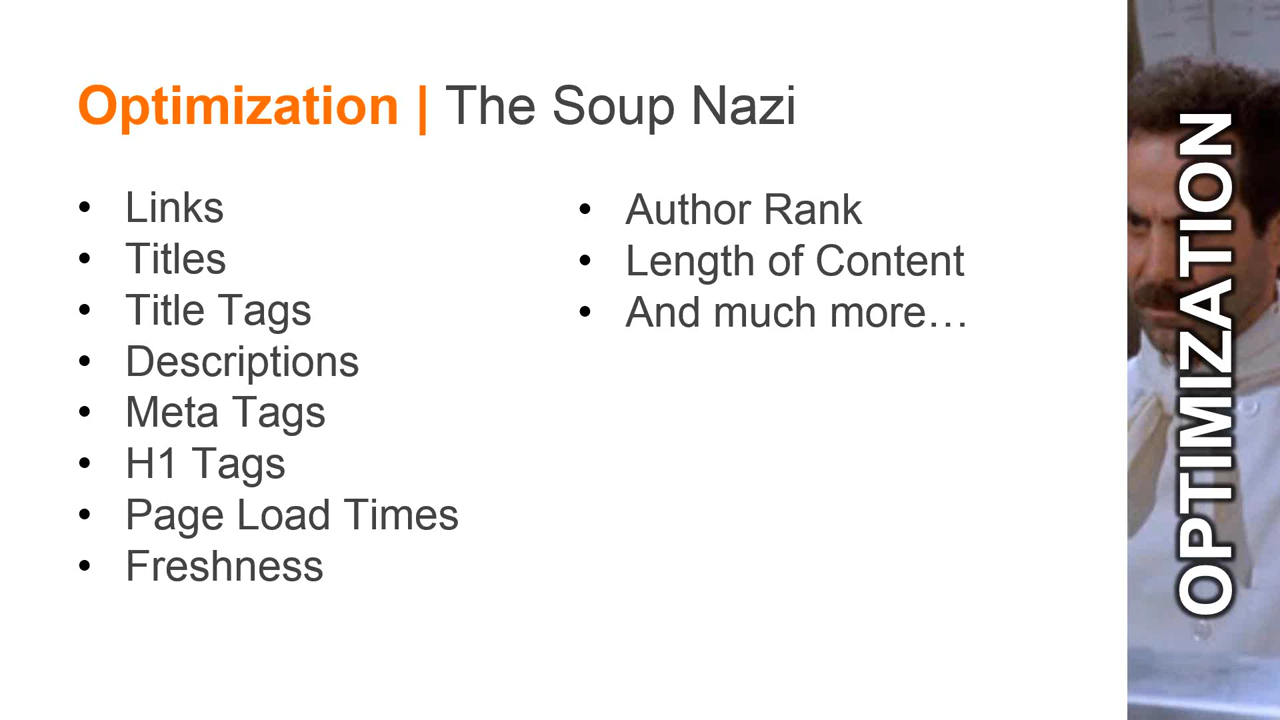 Optimization | The Soup Nazi
• Links
• Titles
• Title Tags
• Descriptions
• Meta Tags
• H1 Tags
• Page Load Times
• Freshness
• Author Rank
• Length of Content
• And much more…
OPTIMIZATION